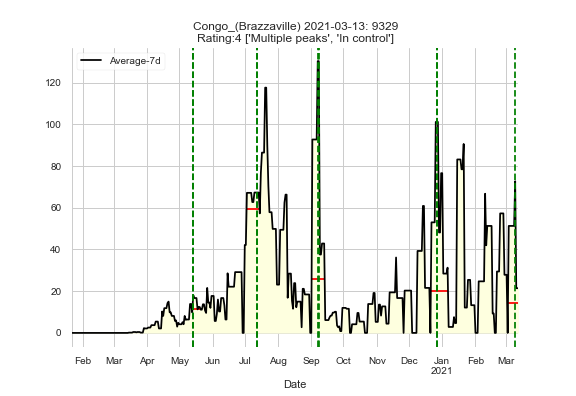 Congo_(Brazzaville) 2021-03-13: 9329
Rating:4 ['Multiple peaks', 'In control']
Average-7d
120
100
80
60
40
20
0
Feb Mar Apr May Jun Jul Aug Sep Oct Nov Dec Jan Feb Mar
2021
Date